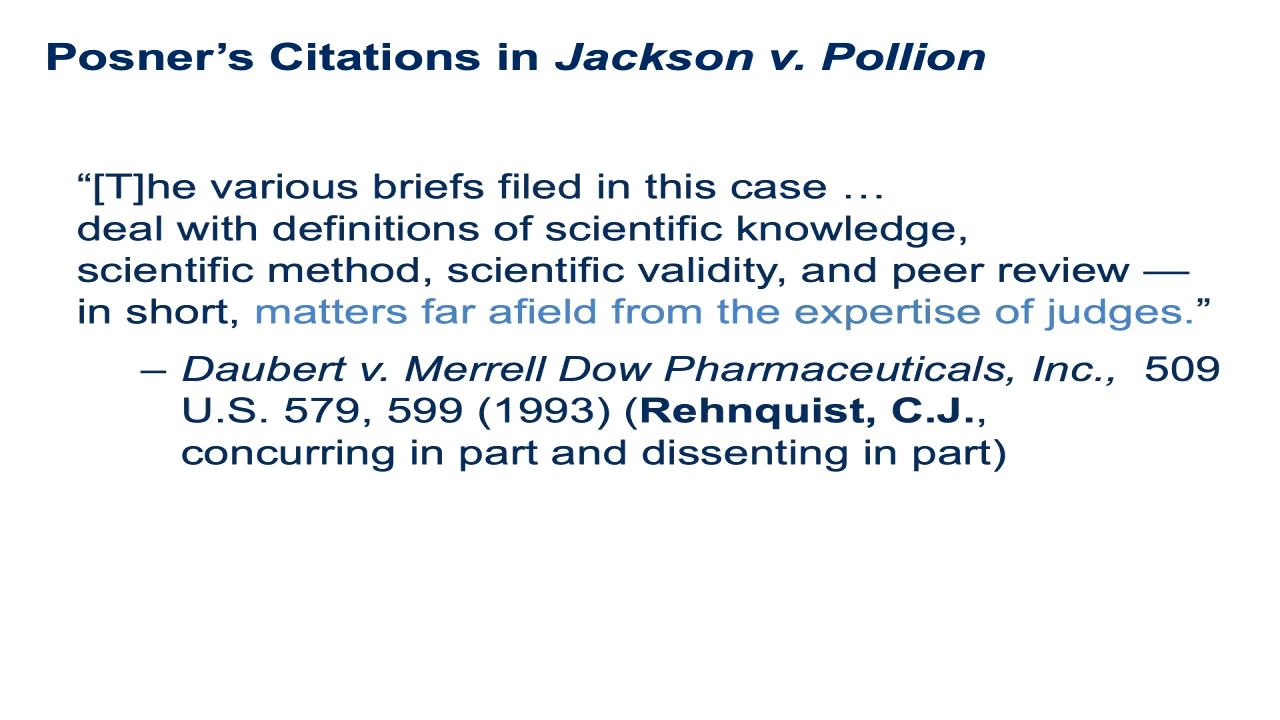 Posner’s Citations in Jackson v. Pollion
“[T]he various briefs filed in this case …
deal with definitions of scientific knowledge,
scientific method, scientific validity, and peer review —
in short, matters far afield from the expertise of judges.”
– Daubert v. Merrell Dow Pharmaceuticals, Inc., 509
U.S. 579, 599 (1993) (Rehnquist, C.J.,
concurring in part and dissenting in part)